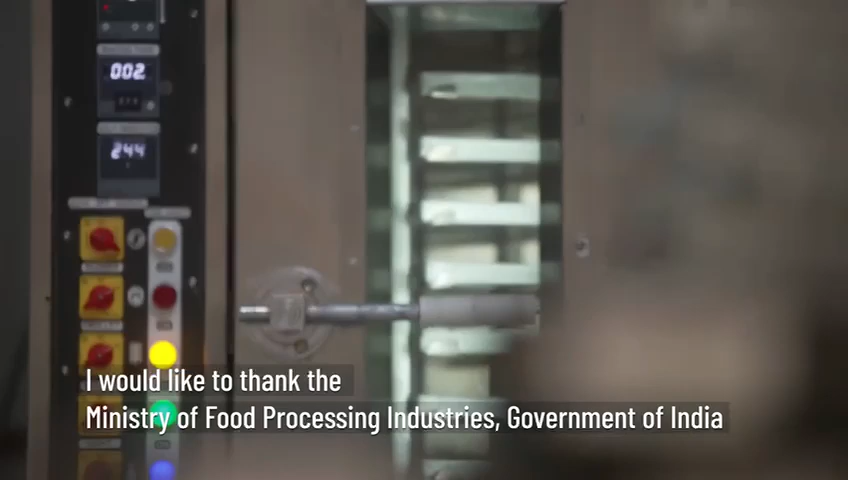 002
244
I would like to thank the
Ministry of Food Processing Industries, Government of India